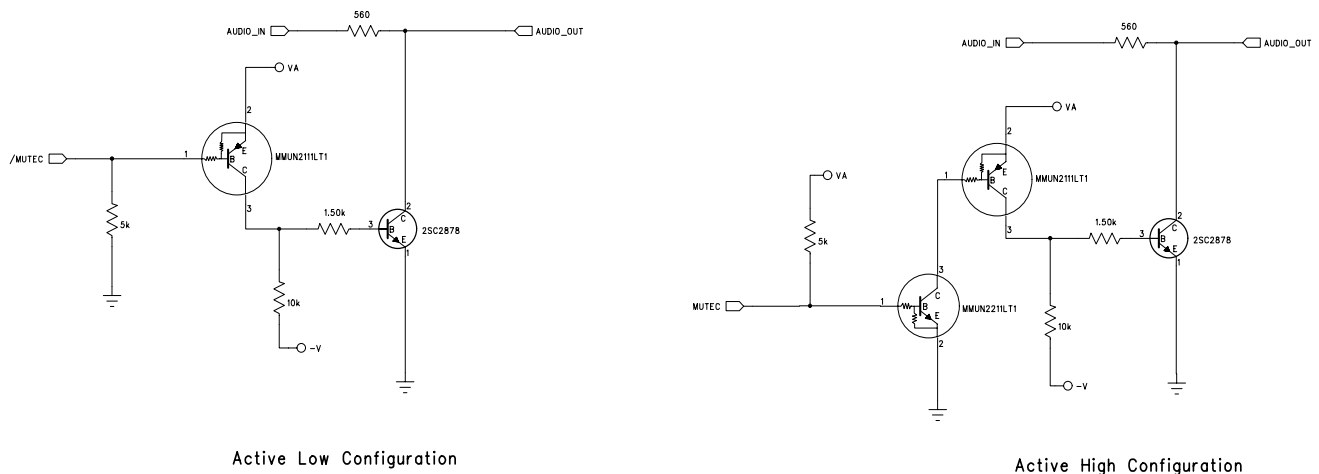 560
AUDIO_IN
AUDIO_OUT
VA
2
/MUTEC
1
B
E
C
MMUN2111LT1
3
5k
1.50k
3
B
C
E
2
1
2SC2878
10k
-V
Active Low Configuration
560
AUDIO_IN
AUDIO_OUT
VA
2
1
B
E
C
MMUN2111LT1
3
VA
5k
1.50k
3
B
C
E
2
1
2SC2878
3
MUTEC
1
B
C
E
MMUN2211LT1
2
10k
-V
Active High Configuration